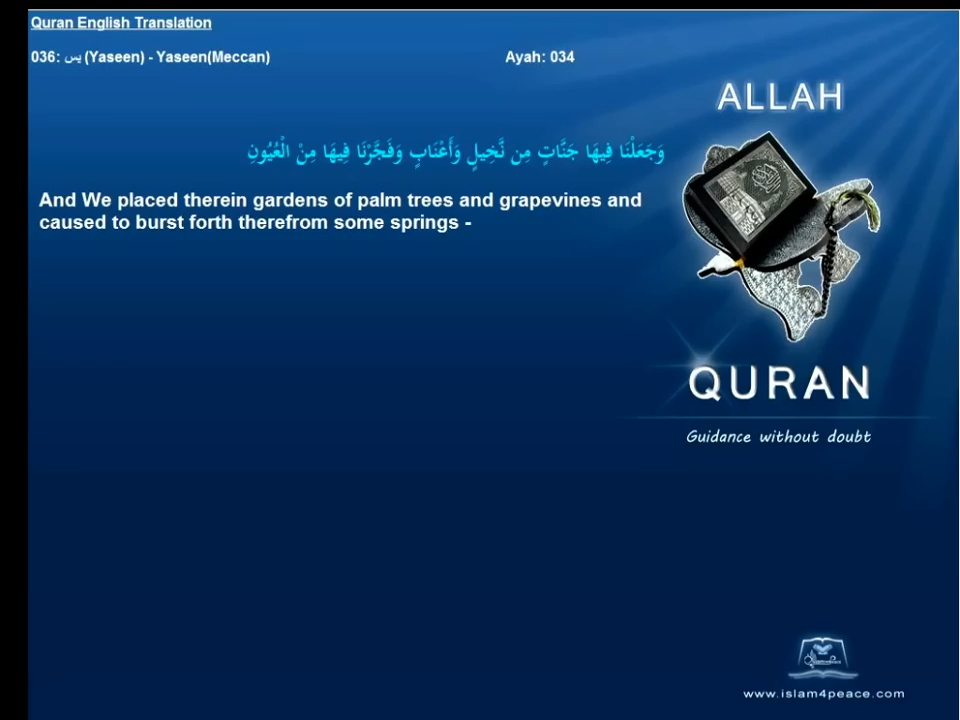 Quran English Translation
036: يس (Yaseen) - Yaseen(Meccan)
Ayah: 034
ALLAH
وَجَعَلْنَا فِيهَا جَنَّاتٍ مِن نَّخِيلٍ وَأَعْنَابٍ وَفَجَّرْنَا فِيهَا مِنْ الْعُيُونِ
And We placed therein gardens of palm trees and grapevines and
caused to burst forth therefrom some springs -
QURAN
Guidance without doubt
www.islam4peace.com